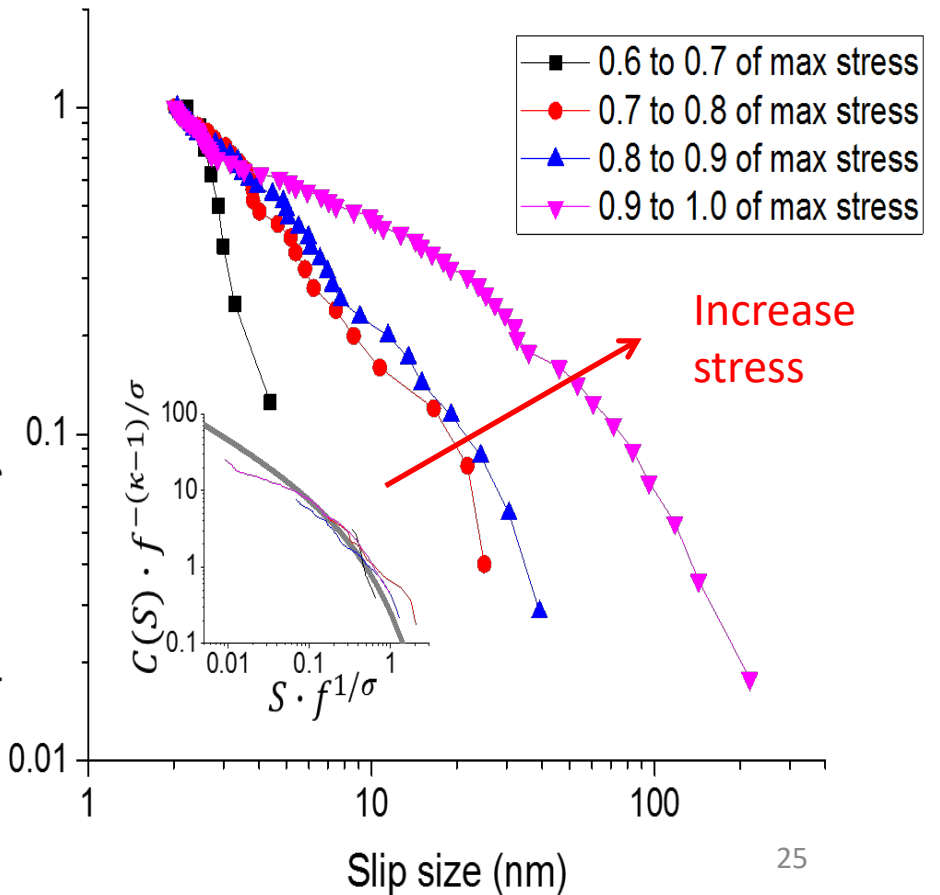 0.6 to 0.7 of max stress
0.7 to 0.8 of max stress
0.8 to 0.9 of max stress
0.9 to 1.0 of max stress
1
0.1
0.01
Increase
stress
C(S) · f^{-(κ-1)/σ}
100
10
1
0.1
0.01
0.1
1
S · f^{1/σ}
1
10
100
Slip size (nm)
25